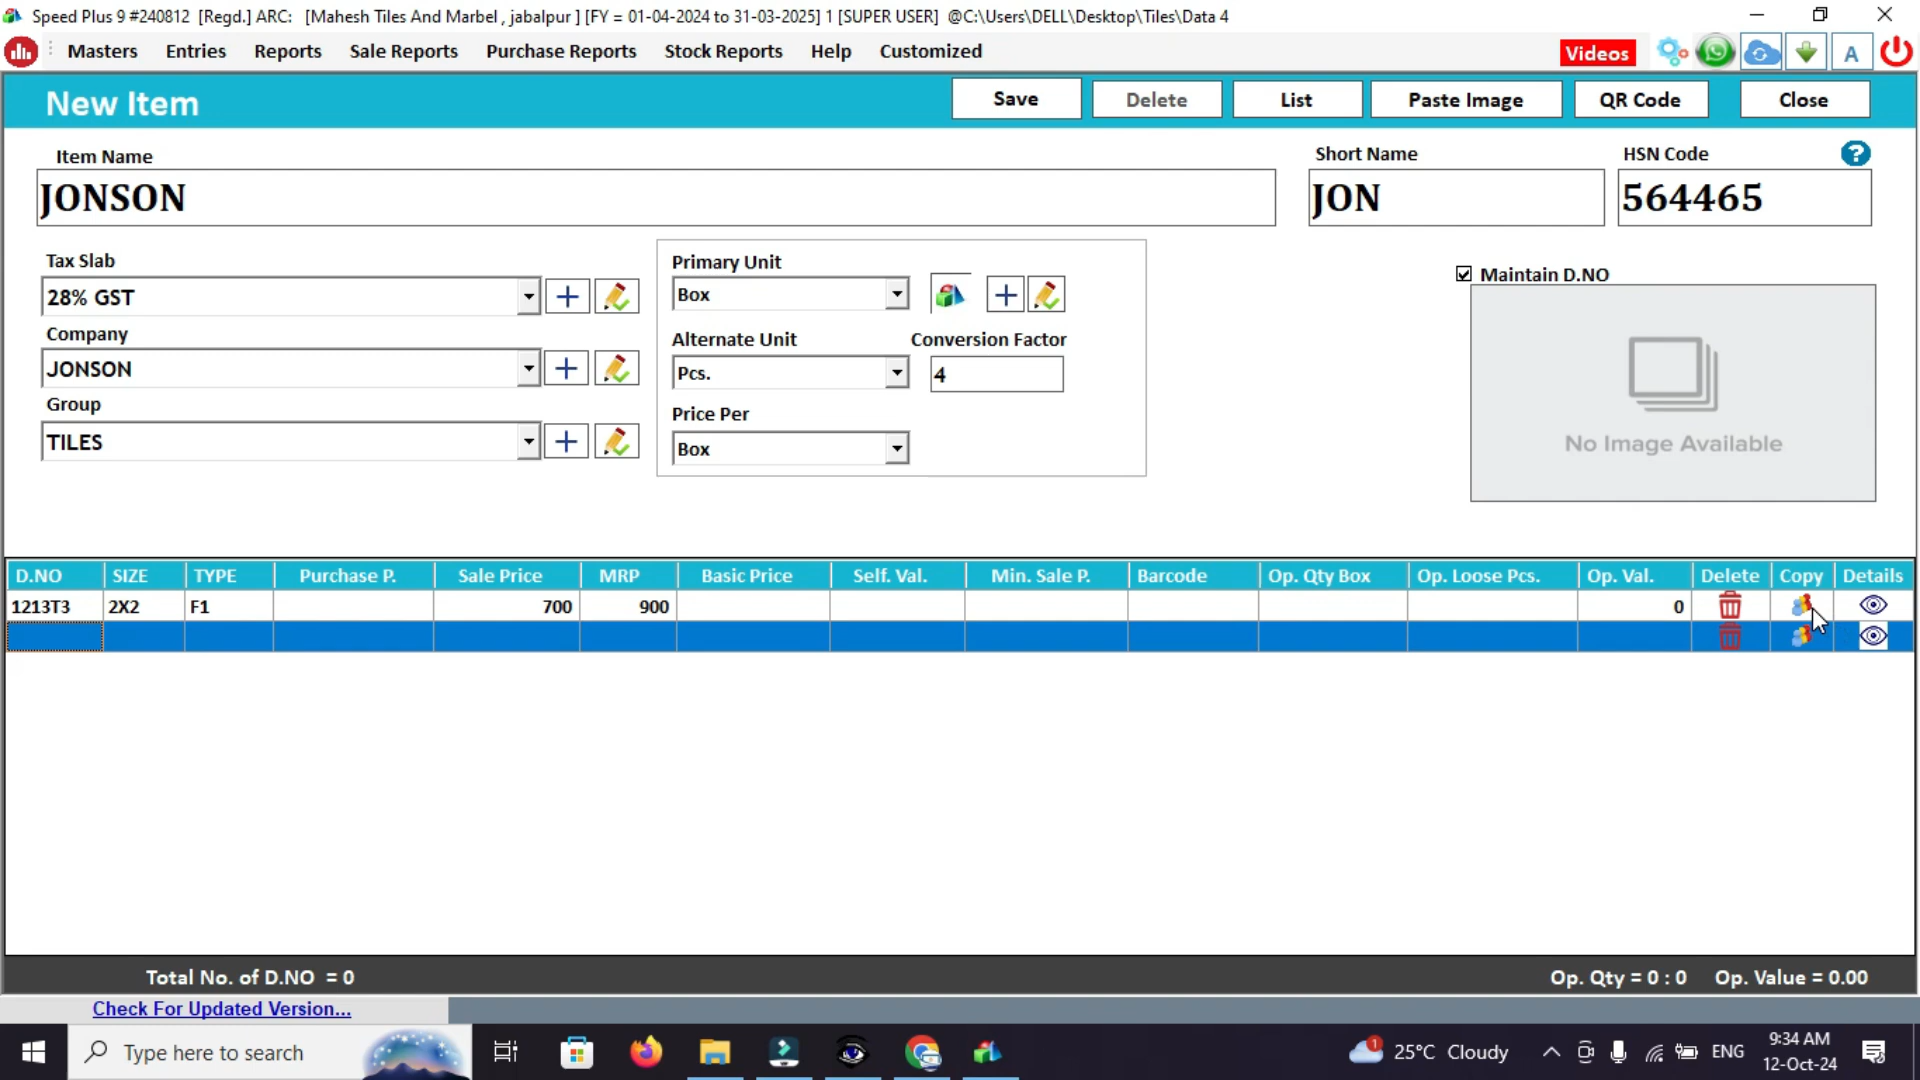 Speed Plus 9 #240812 [Regd.] ARC: [Mahesh Tiles And Marbel , jabalpur ] [FY = 01-04-2024 to 31-03-2025] 1 [SUPER USER] @C:\Users\DELL\Desktop\Tiles\Data 4
Masters Entries Reports Sale Reports Purchase Reports Stock Reports Help Customized Videos A
New Item Save Delete List Paste Image QR Code Close
Item Name Short Name HSN Code ?
JONSON JON 564465
Tax Slab Primary Unit Maintain D.NO
28% GST Box
Company Alternate Unit Conversion Factor
JONSON Pcs. 4
Group Price Per
TILES Box
No Image Available
D.NO SIZE TYPE Purchase P. Sale Price MRP Basic Price Self. Val. Min. Sale P. Barcode Op. Qty Box Op. Loose Pcs. Op. Val. Delete Copy Details
1213T3 2X2 F1 700 900 0
Total No. of D.NO = 0 Op. Qty = 0 : 0 Op. Value = 0.00
Check For Updated Version...
Type here to search 1 25°C Cloudy ENG 9:34 AM
12-Oct-24